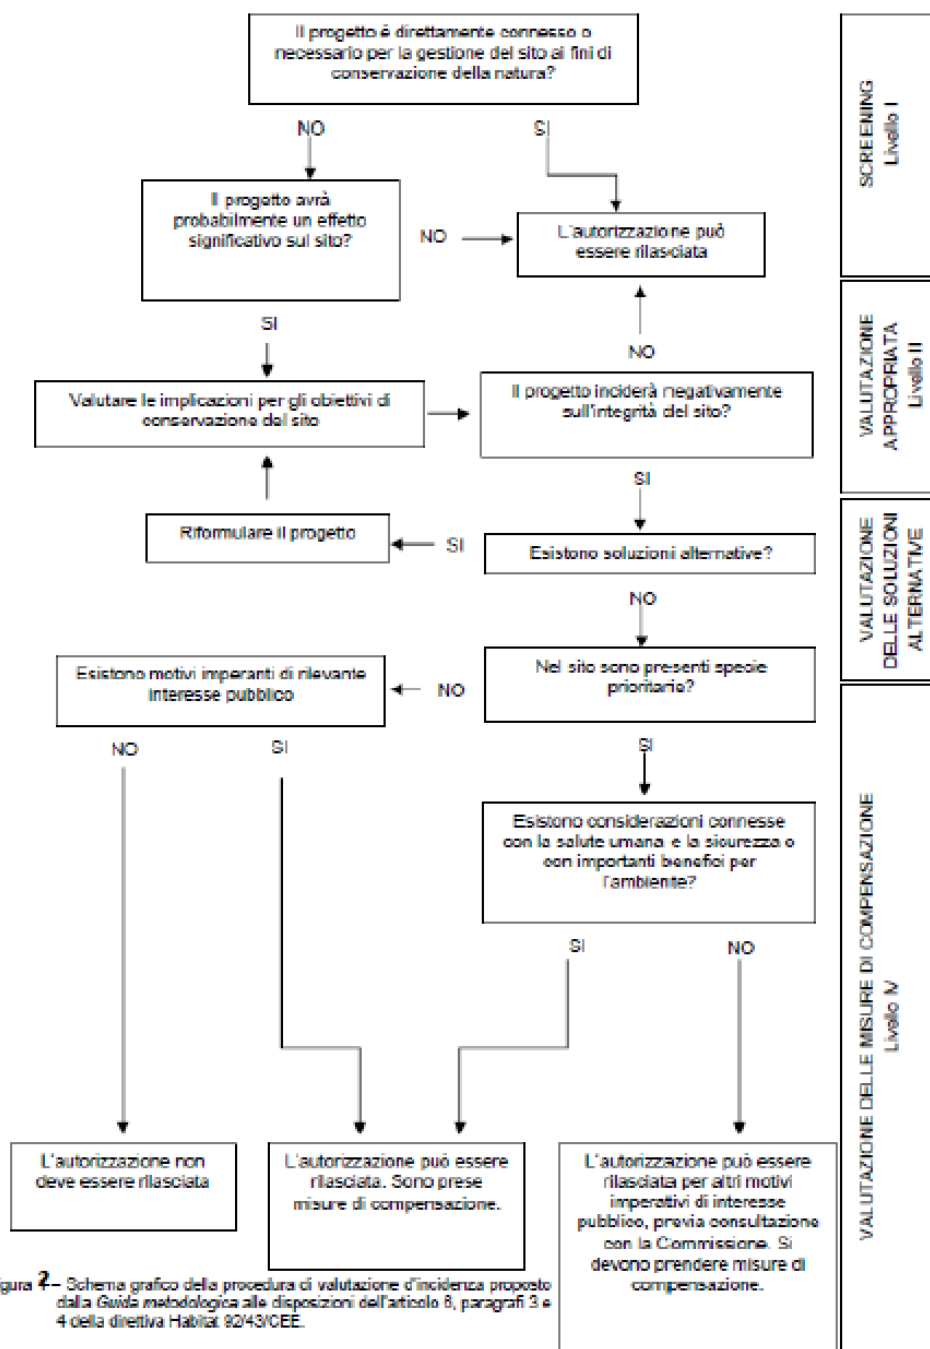 Il progetto è direttamente connesso o
necessario per la gestione del sito ai fini di
conservazione della natura?
NO
SI
Il progetto avrà
probabilmente un effetto
significativo sul sito?
NO
L'autorizzazione può
essere rilasciata
SCREENING
Livello I
SI
NO
Valutare le implicazioni per gli obiettivi di
conservazione del sito
Il progetto inciderà negativamente
sull'integrità del sito?
VALUTAZIONE
APPROPRIATA
Livello II
SI
Riformulare il progetto
SI
Esistono soluzioni alternative?
VALUTAZIONE
DELLE SOLUZIONI
ALTERNATIVE
NO
Esistono motivi imperanti di rilevante
interesse pubblico
NO
Nel sito sono presenti specie
prioritarie?
NO
SI
SI
Esistono considerazioni connesse
con la salute umana e la sicurezza o
con importanti benefici per
l'ambiente?
SI
NO
VALUTAZIONE DELLE MISURE DI COMPENSAZIONE
Livello IV
L'autorizzazione non
deve essere rilasciata
L'autorizzazione può essere
rilasciata. Sono prese
misure di compensazione.
L'autorizzazione può essere
rilasciata per altri motivi
imperativi di interesse
pubblico, previa consultazione
con la Commissione. Si
devono prendere misure di
compensazione.
igura 2– Schema grafico della procedura di valutazione d'incidenza proposto
dalla Guida metodologica alle disposizioni dell'articolo 6, paragrafi 3 e
4 della direttiva Habitat 92/43/CEE.